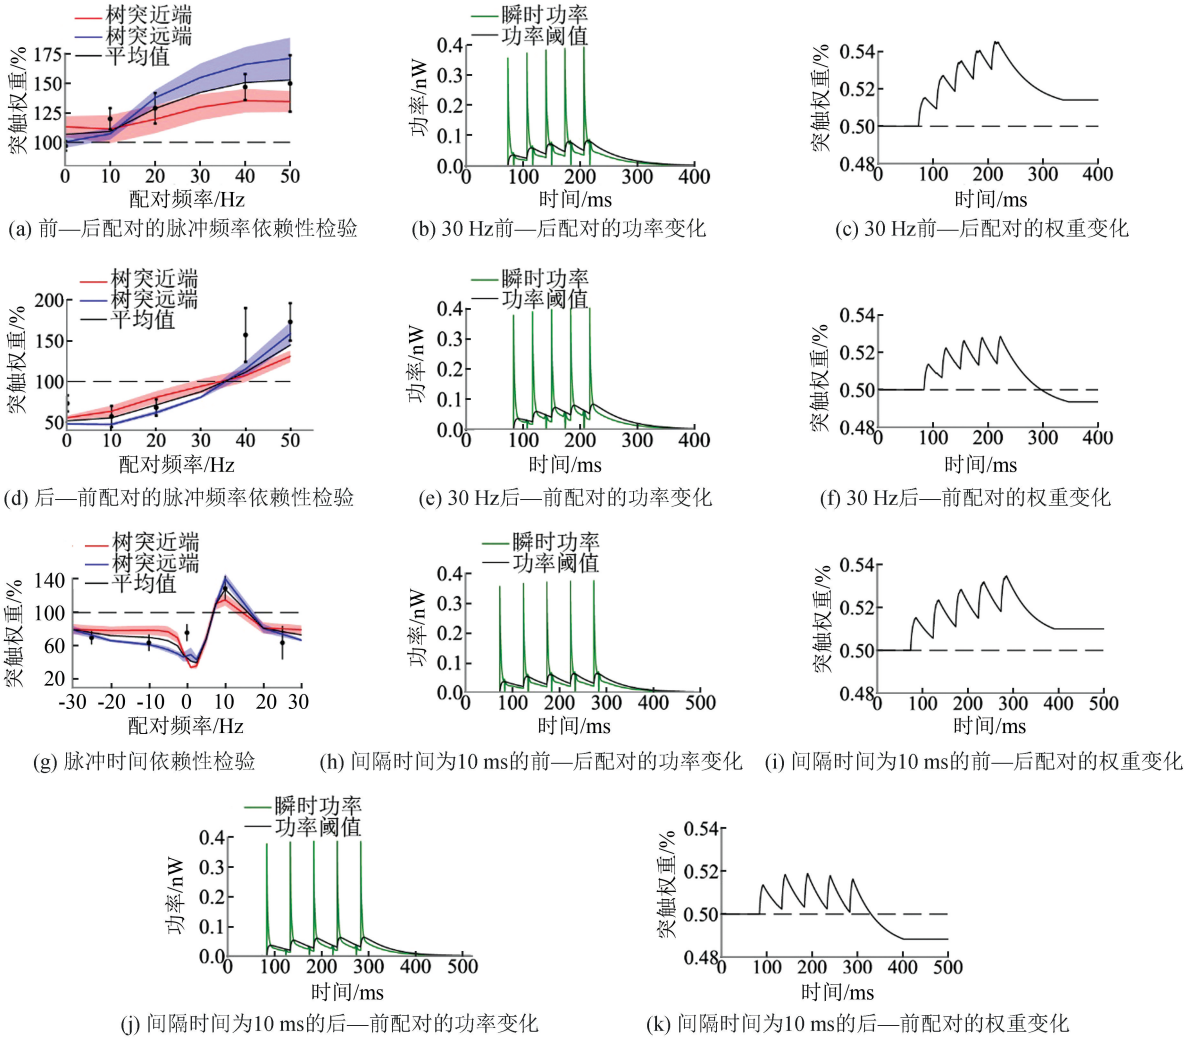 树突近端
树突远端
平均值
突触权重/%
175
150
125
100
0 10 20 30 40 50
配对频率/Hz
(a) 前—后配对的脉冲频率依赖性检验
瞬时功率
功率阈值
功率/nW
0.4
0.3
0.2
0.1
0.0
0 100 200 300 400
时间/ms
(b) 30 Hz前—后配对的功率变化
突触权重/%
0.54
0.52
0.50
0.48
0 100 200 300 400
时间/ms
(c) 30 Hz前—后配对的权重变化
树突近端
树突远端
平均值
突触权重/%
200
150
100
50
0 10 20 30 40 50
配对频率/Hz
(d) 后—前配对的脉冲频率依赖性检验
瞬时功率
功率阈值
功率/nW
0.4
0.3
0.2
0.1
0.0
0 100 200 300 400
时间/ms
(e) 30 Hz后—前配对的功率变化
突触权重/%
0.54
0.52
0.50
0.48
0 100 200 300 400
时间/ms
(f) 30 Hz后—前配对的权重变化
树突近端
树突远端
平均值
突触权重/%
140
100
60
20
-30 -20 -10 0 10 20 30
配对频率/Hz
(g) 脉冲时间依赖性检验
瞬时功率
功率阈值
功率/nW
0.4
0.3
0.2
0.1
0.0
0 100 200 300 400 500
时间/ms
(h) 间隔时间为10 ms的前—后配对的功率变化
突触权重/%
0.54
0.52
0.50
0.48
0 100 200 300 400 500
时间/ms
(i) 间隔时间为10 ms的前—后配对的权重变化
瞬时功率
功率阈值
功率/nW
0.4
0.3
0.2
0.1
0.0
0 100 200 300 400 500
时间/ms
(j) 间隔时间为10 ms的后—前配对的功率变化
突触权重/%
0.54
0.52
0.50
0.48
0 100 200 300 400 500
时间/ms
(k) 间隔时间为10 ms的后—前配对的权重变化